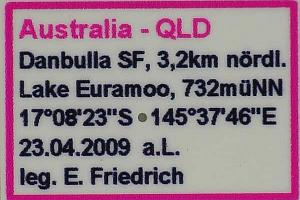 Australia - QLD
Danbulla SF, 3,2km nördl.
Lake Euramoo, 732müNN
17°08'23"S • 145°37'46"E
23.04.2009 a.L.
leg. E. Friedrich